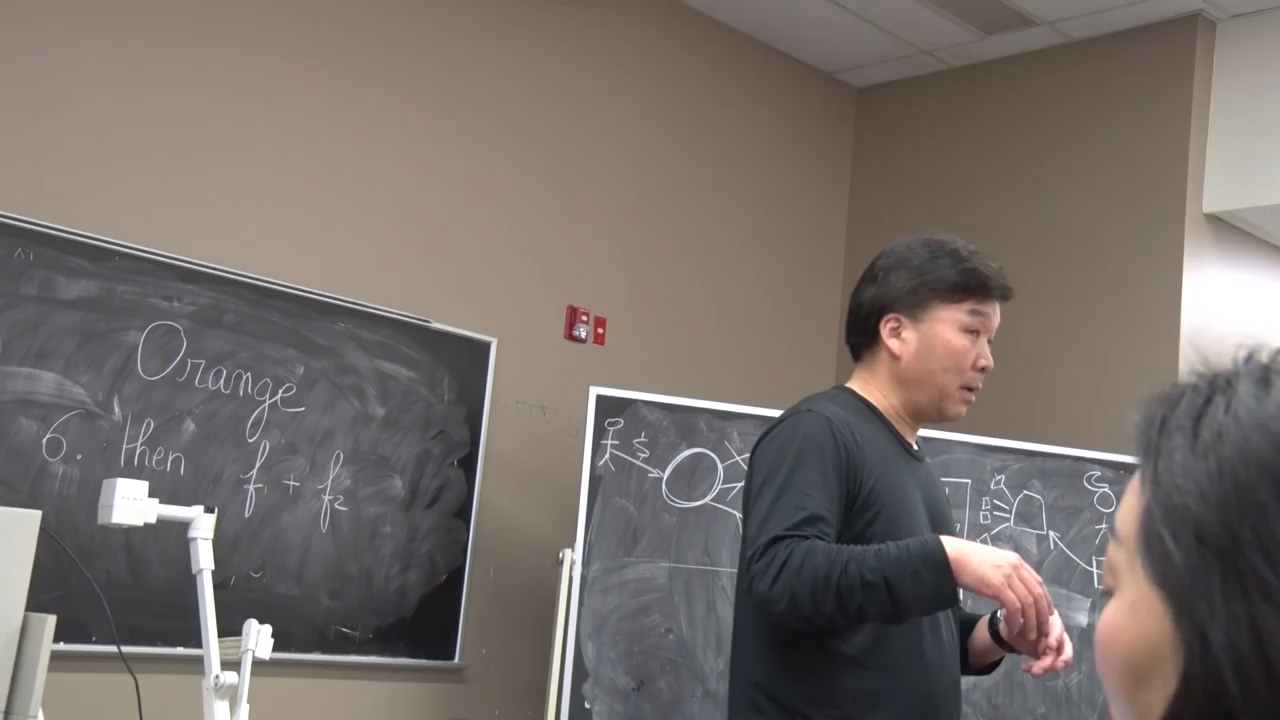 Orange
6. then f₁ + f₂
$